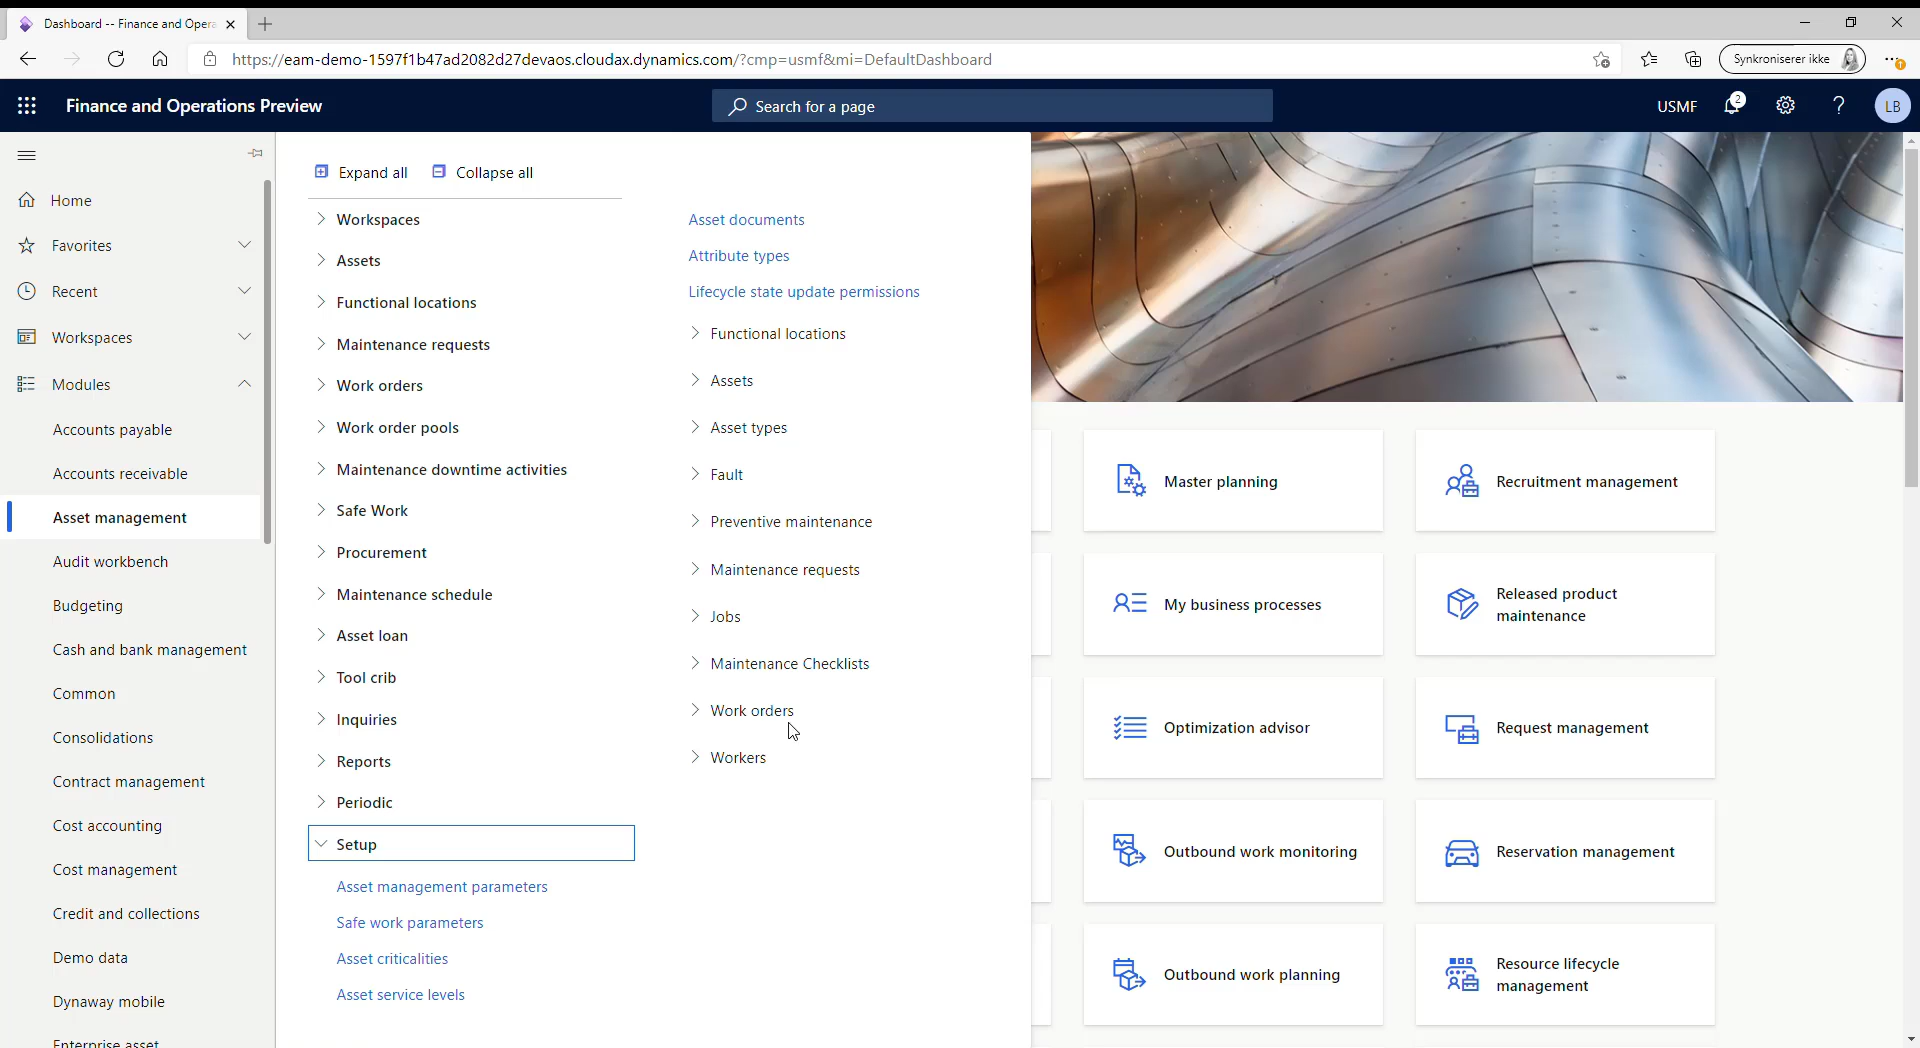 Dashboard -- Finance and Opera
https://eam-demo-1597f1b47ad2082d27devaos.cloudax.dynamics.com/?cmp=usmf&mi=DefaultDashboard
Synkroniserer ikke
Finance and Operations Preview
Search for a page
USMF
2
?
LB
Home
Favorites
Recent
Workspaces
Modules
Accounts payable
Accounts receivable
Asset management
Audit workbench
Budgeting
Cash and bank management
Common
Consolidations
Contract management
Cost accounting
Cost management
Credit and collections
Demo data
Dynaway mobile
Enterprise asset
Expand all
Collapse all
Workspaces
Assets
Functional locations
Maintenance requests
Work orders
Work order pools
Maintenance downtime activities
Safe Work
Procurement
Maintenance schedule
Asset loan
Tool crib
Inquiries
Reports
Periodic
Setup
Asset management parameters
Safe work parameters
Asset criticalities
Asset service levels
Asset documents
Attribute types
Lifecycle state update permissions
Functional locations
Assets
Asset types
Fault
Preventive maintenance
Maintenance requests
Jobs
Maintenance Checklists
Work orders
Workers
Master planning
Recruitment management
My business processes
Released product
maintenance
Optimization advisor
Request management
Outbound work monitoring
Reservation management
Outbound work planning
Resource lifecycle
management